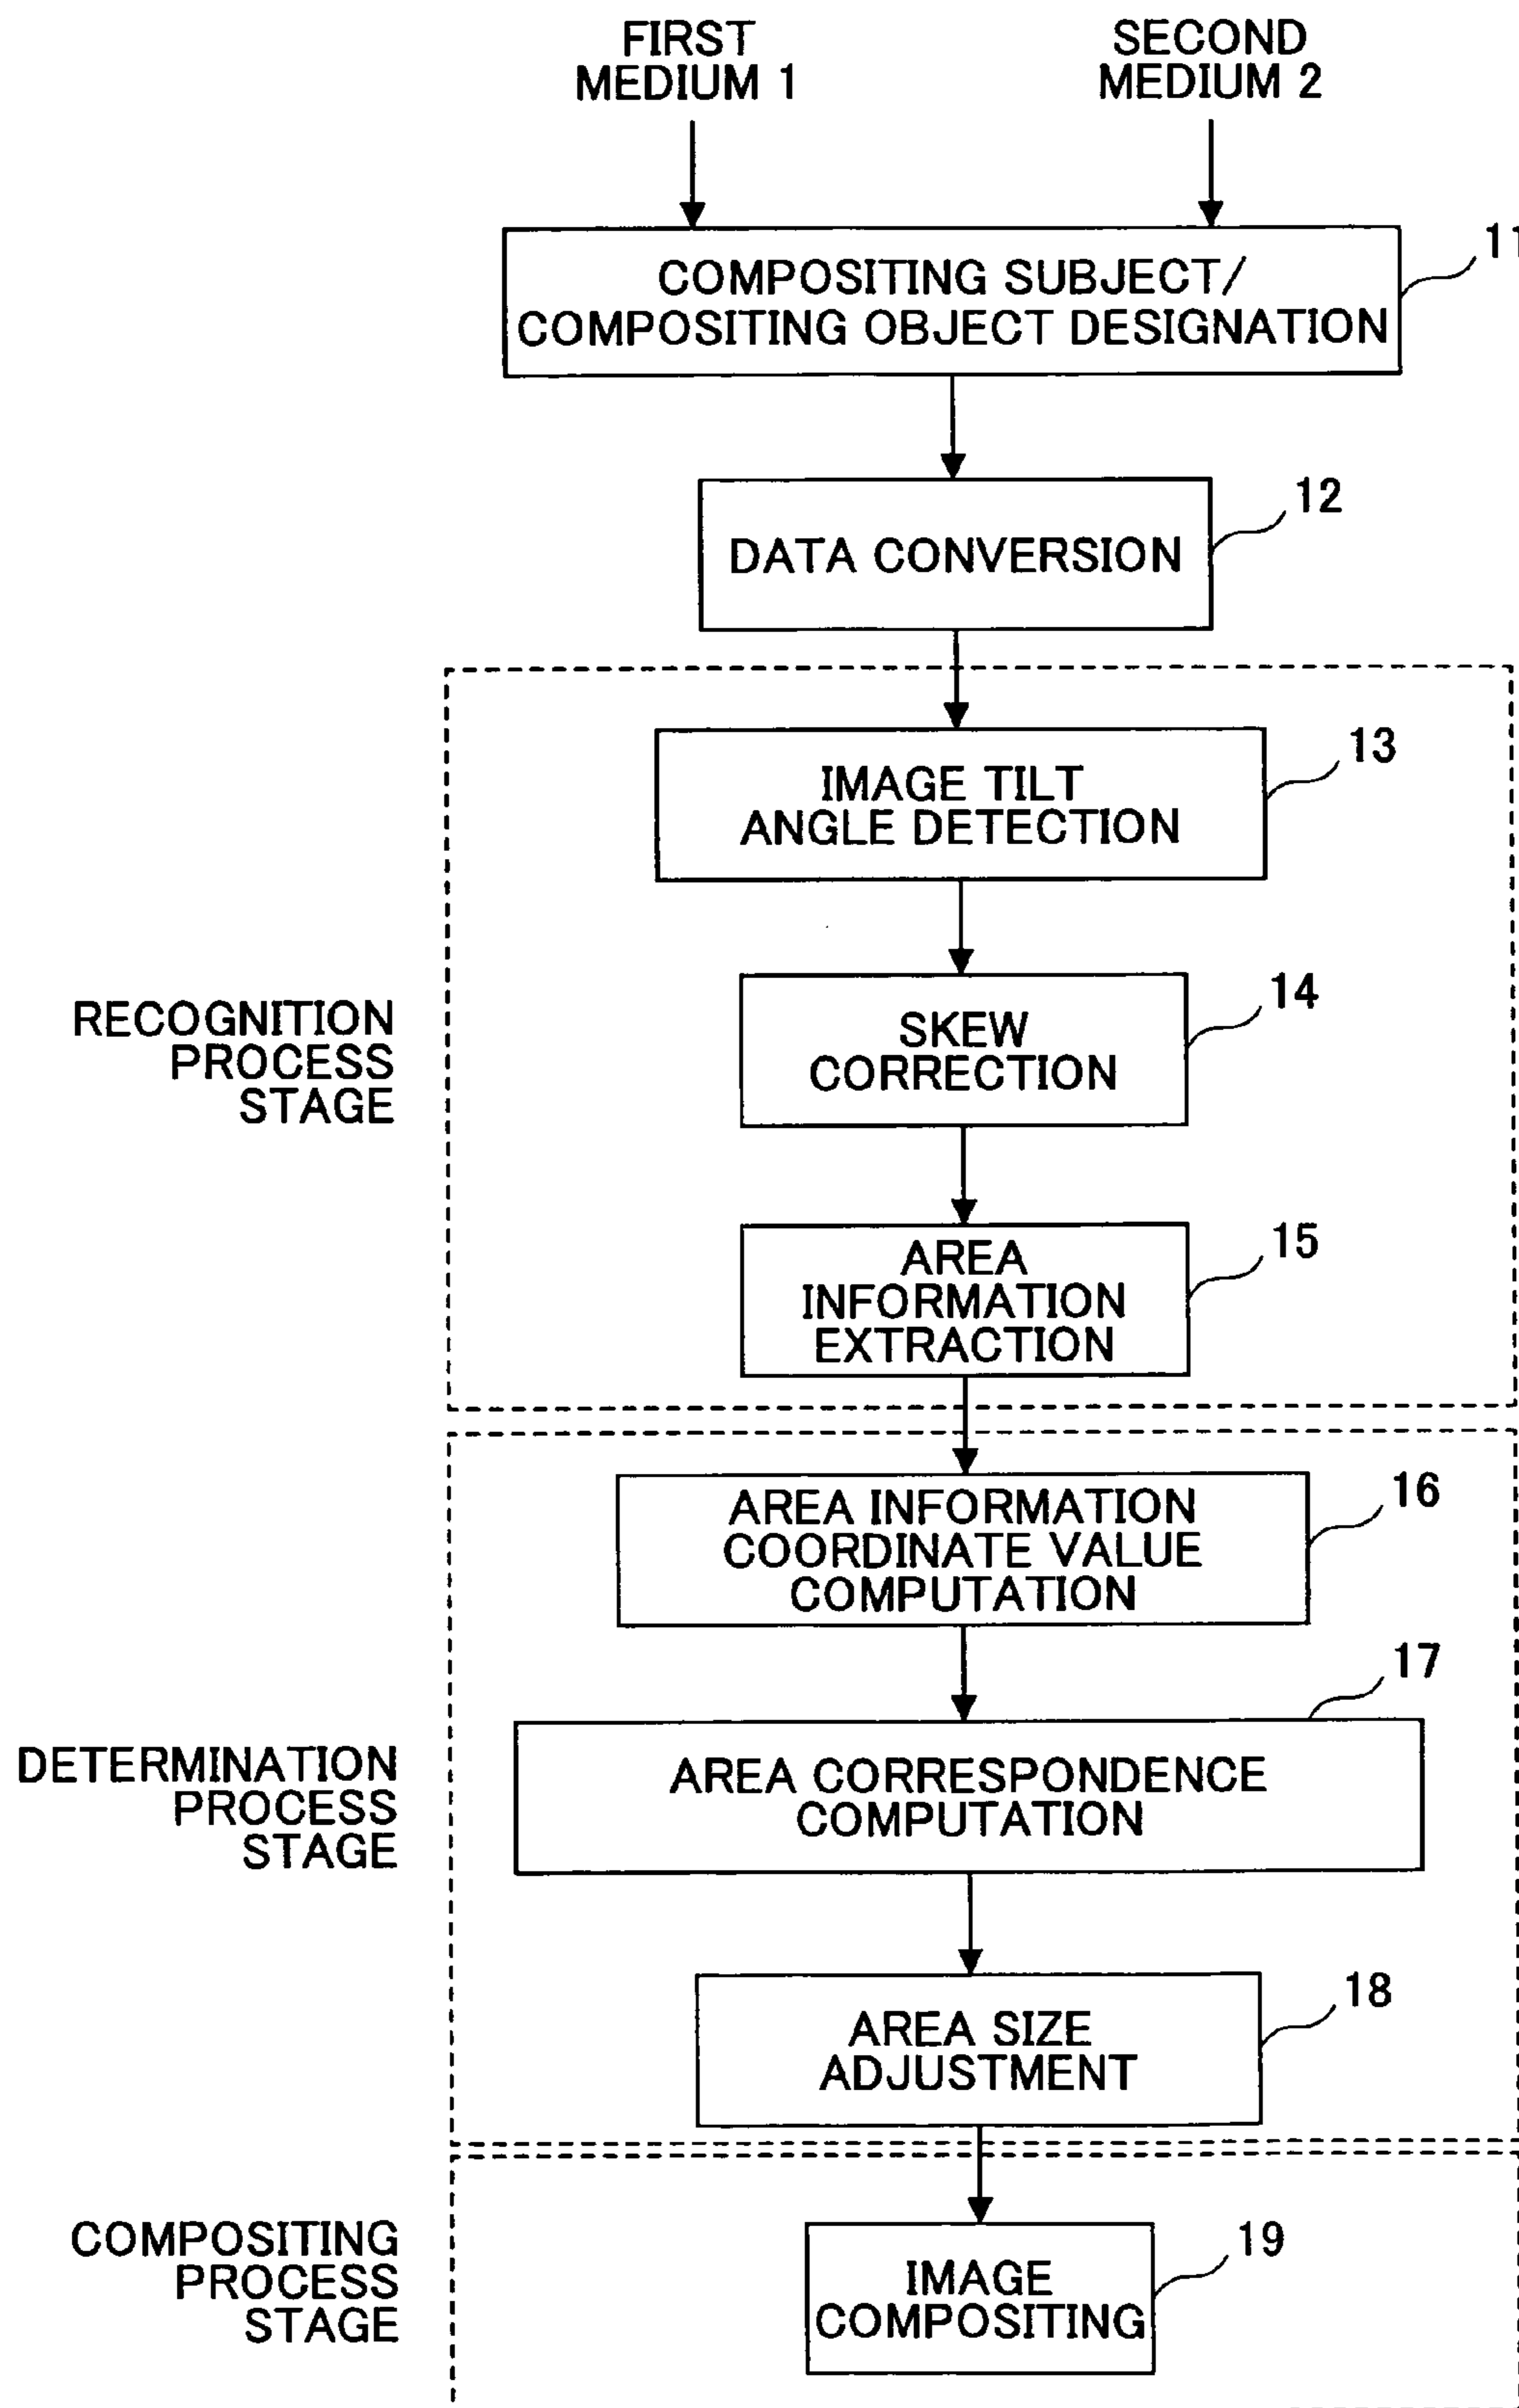 FIRST
MEDIUM 1
SECOND
MEDIUM 2
11
COMPOSITING SUBJECT/
COMPOSITING OBJECT DESIGNATION
12
DATA CONVERSION
13
IMAGE TILT
ANGLE DETECTION
RECOGNITION
PROCESS
STAGE
14
SKEW
CORRECTION
15
AREA
INFORMATION
EXTRACTION
16
AREA INFORMATION
COORDINATE VALUE
COMPUTATION
17
DETERMINATION
PROCESS
STAGE
AREA CORRESPONDENCE
COMPUTATION
18
AREA SIZE
ADJUSTMENT
COMPOSITING
PROCESS
STAGE
19
IMAGE
COMPOSITING